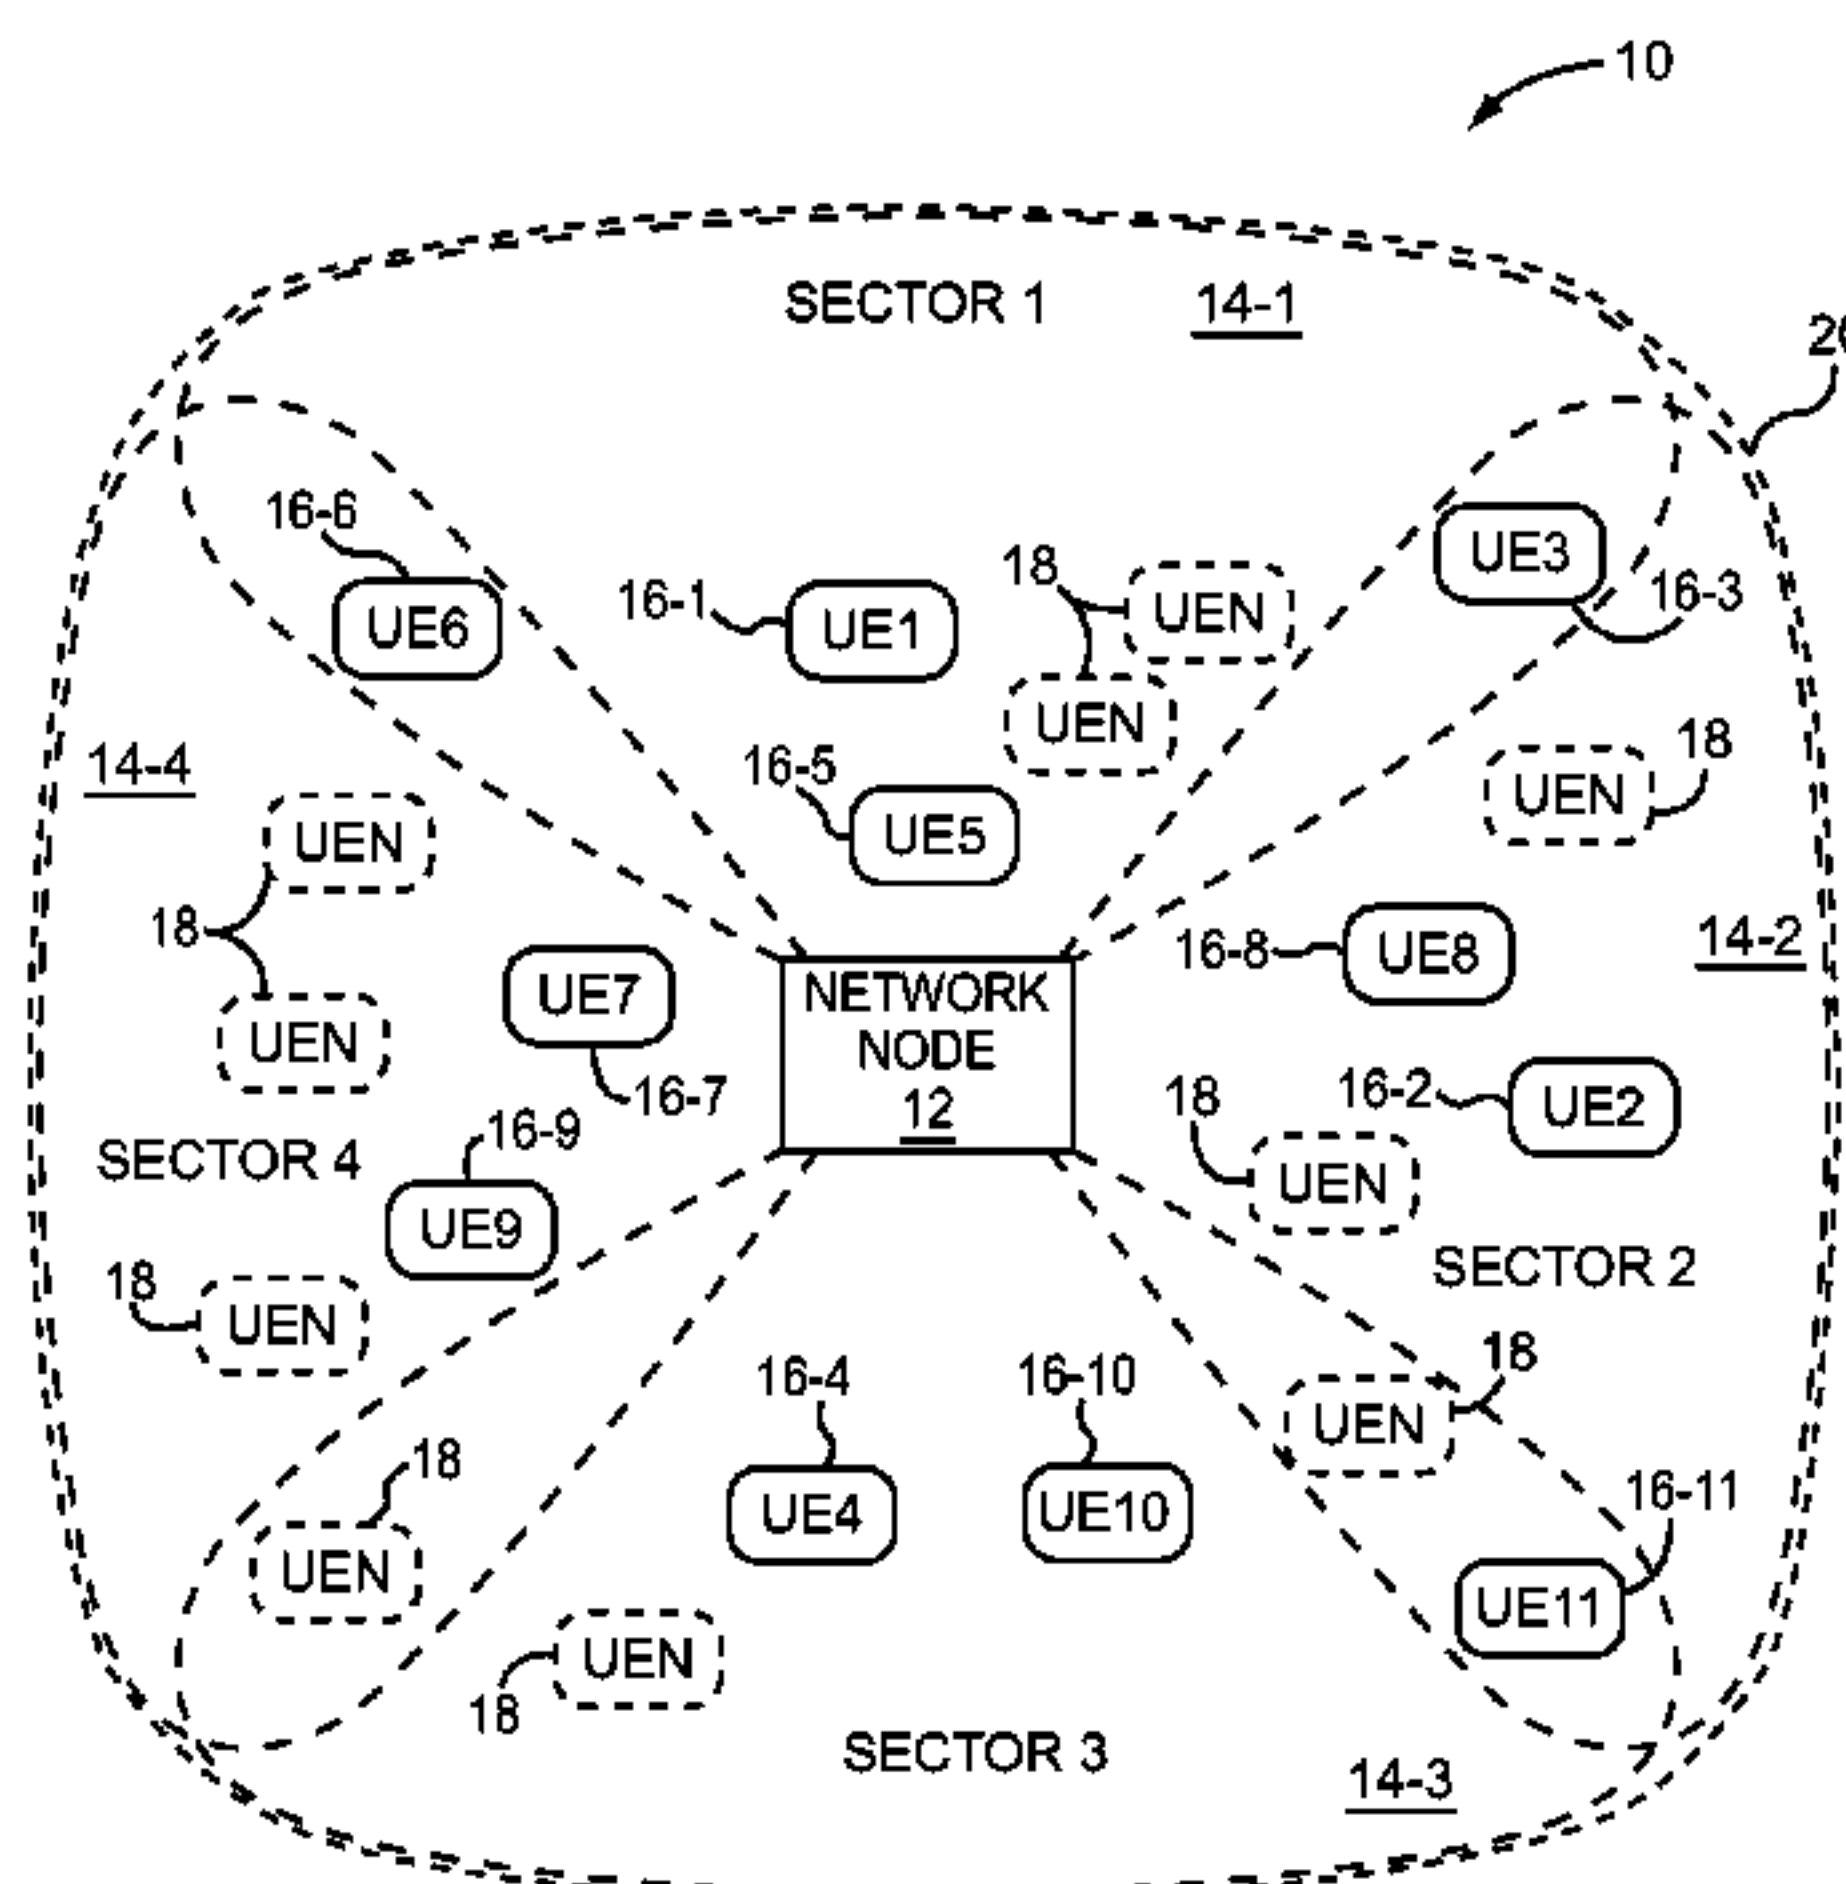 10
SECTOR 1 14-1
16-6
16-1
18
UE6
UE1
UEN
UE3
16-3
UEN
14-4
16-5
UEN
18
UEN
UE5
18
16-8
UE8
14-2
UE7
NETWORK
NODE
12
UEN
16-7
18
16-2
UE2
16-9
SECTOR 4
UEN
UE9
SECTOR 2
18
UEN
16-4
16-10
18
UEN
18
16-11
UE4
UE10
UEN
UE11
UEN
18
SECTOR 3
14-3